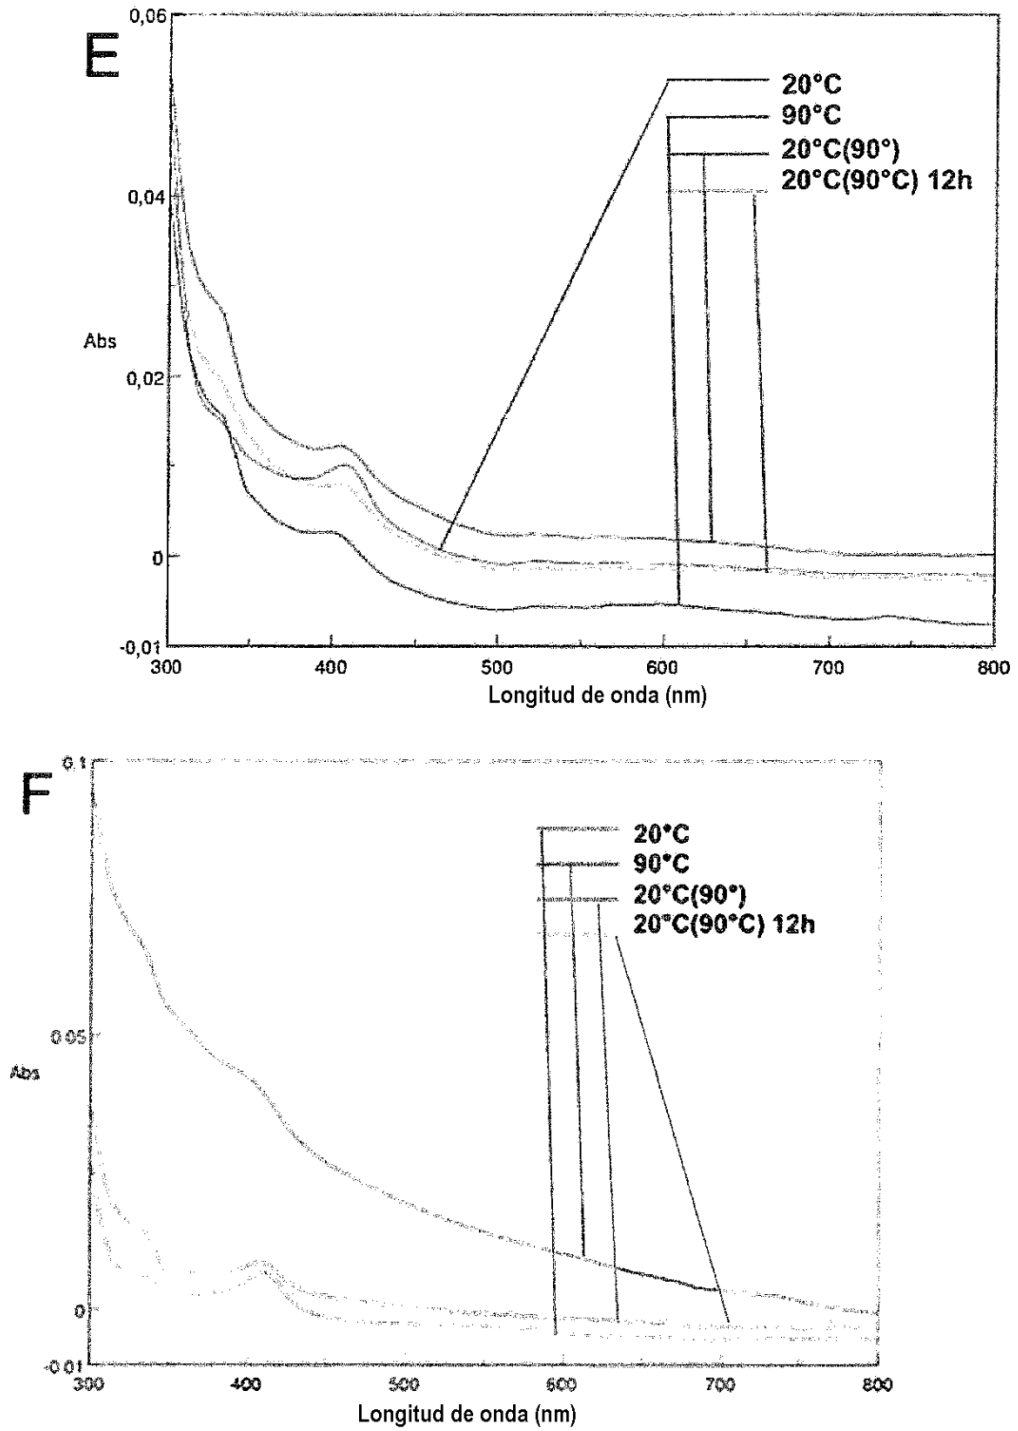 E
0,06
20°C
90°C
20°C(90°)
20°C(90°C) 12h
0,04
Abs
0,02
0
-0,01
300 400 500 600 700 800
Longitud de onda (nm)
F
0.1
20°C
90°C
20°C(90°)
20°C(90°C) 12h
0.05
Abs
0
-0.01
300 400 500 600 700 800
Longitud de onda (nm)